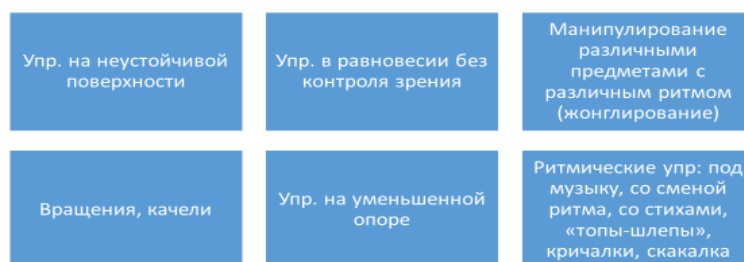 Упр. на неустойчивой
поверхности
Упр. в равновесии без
контроля зрения
Манипулирование
различными
предметами с
различным ритмом
(жонглирование)
Вращения, качели
Упр. на уменьшенной
опоре
Ритмические упр: под
музыку, со сменой
ритма, со стихами,
«топы-шлепы»,
кричалки, скакалка